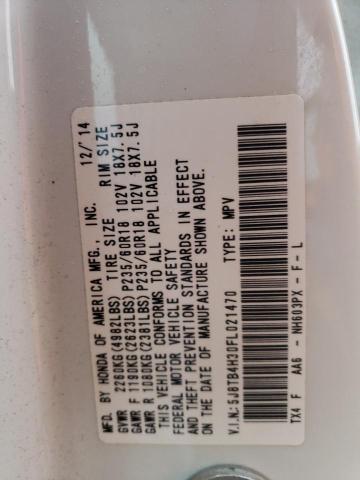 MFD. BY HONDA OF AMERICA MFG., INC. 12/'14
TIRE SIZE RIM SIZE
GVWR 2260KG(4982LBS)
GAWR F 1190KG(2623LBS) P235/60R18 102V 18X7.5J
GAWR R 1080KG(2381LBS) P235/60R18 102V 18X7.5J
THIS VEHICLE CONFORMS TO ALL APPLICABLE
FEDERAL MOTOR VEHICLE SAFETY
AND THEFT PREVENTION STANDARDS IN EFFECT
ON THE DATE OF MANUFACTURE SHOWN ABOVE.
V.I.N.:5J8TB4H30FL021470 TYPE: MPV
TX4 F AA6 - NH603PX - F - L